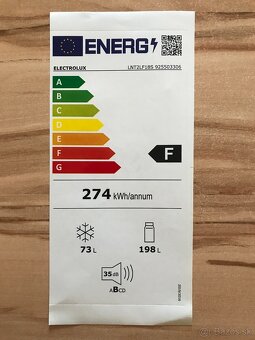 ENERG
ELECTROLUX
LNT2LF18S 925503306
A
B
C
D
E
F
G
F
274 kWh/annum
73 L
198 L
35 dB
ABCD